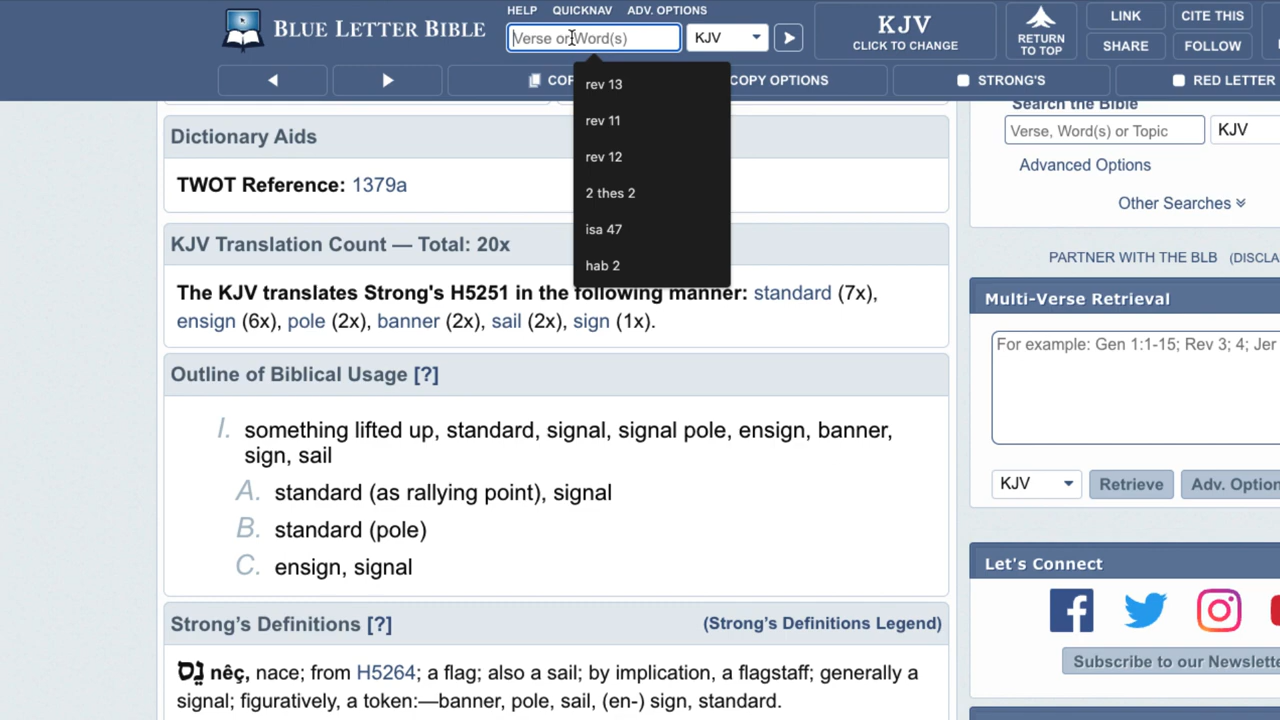 HELP QUICKNAV ADV. OPTIONS
BLUE LETTER BIBLE
Verse or Word(s) KJV
KJV
CLICK TO CHANGE
RETURN
TO TOP
LINK CITE THIS
SHARE FOLLOW
COPY OPTIONS STRONG'S RED LETTER
rev 13
rev 11
rev 12
2 thes 2
isa 47
hab 2
Dictionary Aids
TWOT Reference: 1379a
KJV Translation Count — Total: 20x
The KJV translates Strong's H5251 in the following manner: standard (7x),
ensign (6x), pole (2x), banner (2x), sail (2x), sign (1x).
Outline of Biblical Usage [?]
I. something lifted up, standard, signal, signal pole, ensign, banner,
sign, sail
A. standard (as rallying point), signal
B. standard (pole)
C. ensign, signal
Strong's Definitions [?] (Strong's Definitions Legend)
נֵס nêç, nace; from H5264; a flag; also a sail; by implication, a flagstaff; generally a
signal; figuratively, a token:—banner, pole, sail, (en-) sign, standard.
Search the Bible
Verse, Word(s) or Topic KJV
Advanced Options
Other Searches
PARTNER WITH THE BLB (DISCLA
Multi-Verse Retrieval
For example: Gen 1:1-15; Rev 3; 4; Jer
KJV Retrieve Adv. Option
Let's Connect
Subscribe to our Newslette